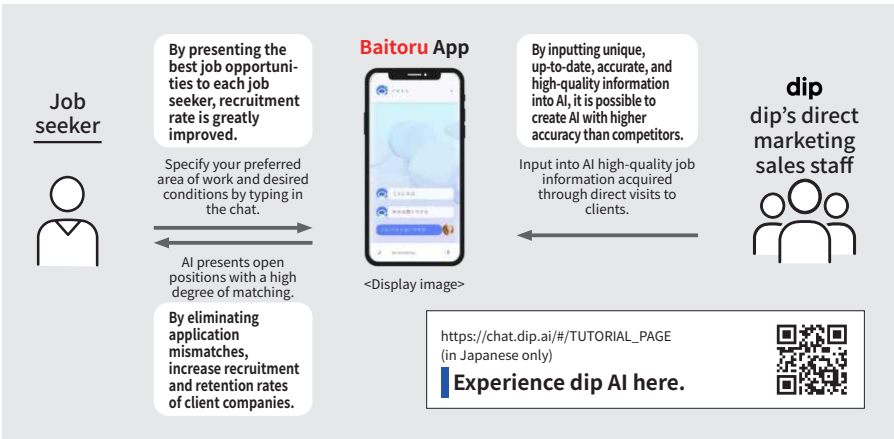 Job
seeker
By presenting the
best job opportuni-
ties to each job
seeker, recruitment
rate is greatly
improved.
Specify your preferred
area of work and desired
conditions by typing in
the chat.
AI presents open
positions with a high
degree of matching.
By eliminating
application
mismatches,
increase recruitment
and retention rates
of client companies.
Baitoru App
<Display image>
By inputting unique,
up-to-date, accurate, and
high-quality information
into AI, it is possible to
create AI with higher
accuracy than competitors.
Input into AI high-quality job
information acquired
through direct visits to
clients.
dip
dip's direct
marketing
sales staff
https://chat.dip.ai/#/TUTORIAL_PAGE
(in Japanese only)
Experience dip AI here.